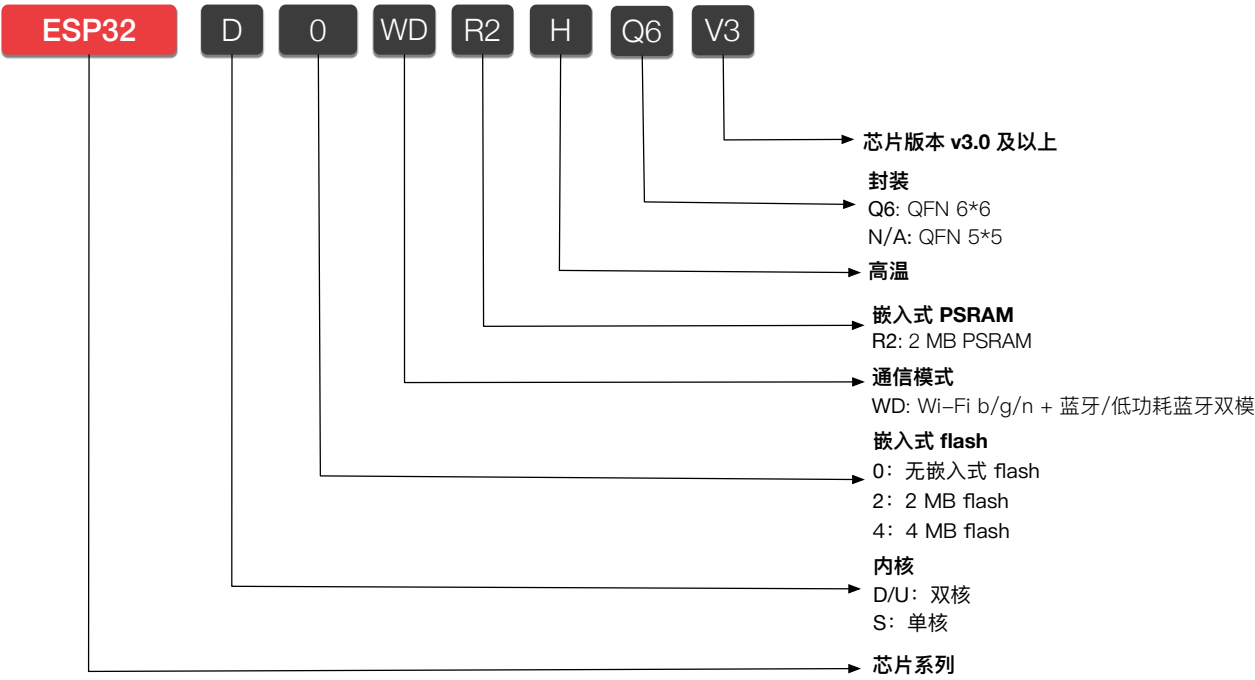 ESP32 D 0 WD R2 H Q6 V3
芯片版本 v3.0 及以上
封装
Q6: QFN 6*6
N/A: QFN 5*5
高温
嵌入式 PSRAM
R2: 2 MB PSRAM
通信模式
WD: Wi–Fi b/g/n + 蓝牙/低功耗蓝牙双模
嵌入式 flash
0：无嵌入式 flash
2：2 MB flash
4：4 MB flash
内核
D/U：双核
S：单核
芯片系列